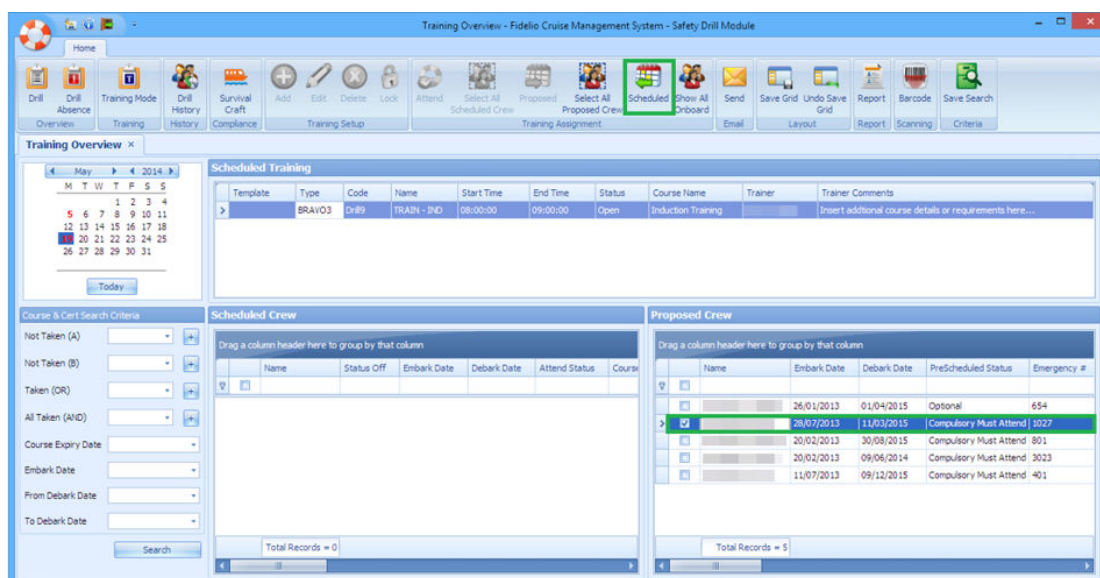 Training Overview - Fidelio Cruise Management System - Safety Drill Module
Home
Drill
Drill Absence
Training Mode
Drill History
Survival Craft
Add
Edit
Delete
Lock
Attend
Select All Scheduled Crew
Proposed
Select All Proposed Crew
Scheduled
Show All Onboard
Send
Save Grid
Undo Save Grid
Report
Barcode
Save Search
Overview
Training
History
Compliance
Training Setup
Training Assignment
Email
Layout
Report
Scanning
Criteria
Training Overview ×
May 2014
M T W T F S S
1 2 3 4
5 6 7 8 9 10 11
12 13 14 15 16 17 18
19 20 21 22 23 24 25
26 27 28 29 30 31
Today
Scheduled Training
Template Type Code Name Start Time End Time Status Course Name Trainer Trainer Comments
BRAVO3 Drill9 TRAIN - IND 08:00:00 09:00:00 Open Induction Training Insert addtional course details or requirements here...
Course & Cert Search Criteria
Not Taken (A)
Not Taken (B)
Taken (OR)
All Taken (AND)
Course Expiry Date
Embark Date
From Debark Date
To Debark Date
Search
Scheduled Crew
Drag a column header here to group by that column
Name Status Off Embark Date Debark Date Attend Status Course
Total Records = 0
Proposed Crew
Drag a column header here to group by that column
Name Embark Date Debark Date PreScheduled Status Emergency #
26/01/2013 01/04/2015 Optional 654
28/07/2013 11/03/2015 Compulsory Must Attend 1027
20/02/2013 30/08/2015 Compulsory Must Attend 801
20/02/2013 09/06/2014 Compulsory Must Attend 3023
11/07/2013 09/12/2015 Compulsory Must Attend 401
Total Records = 5